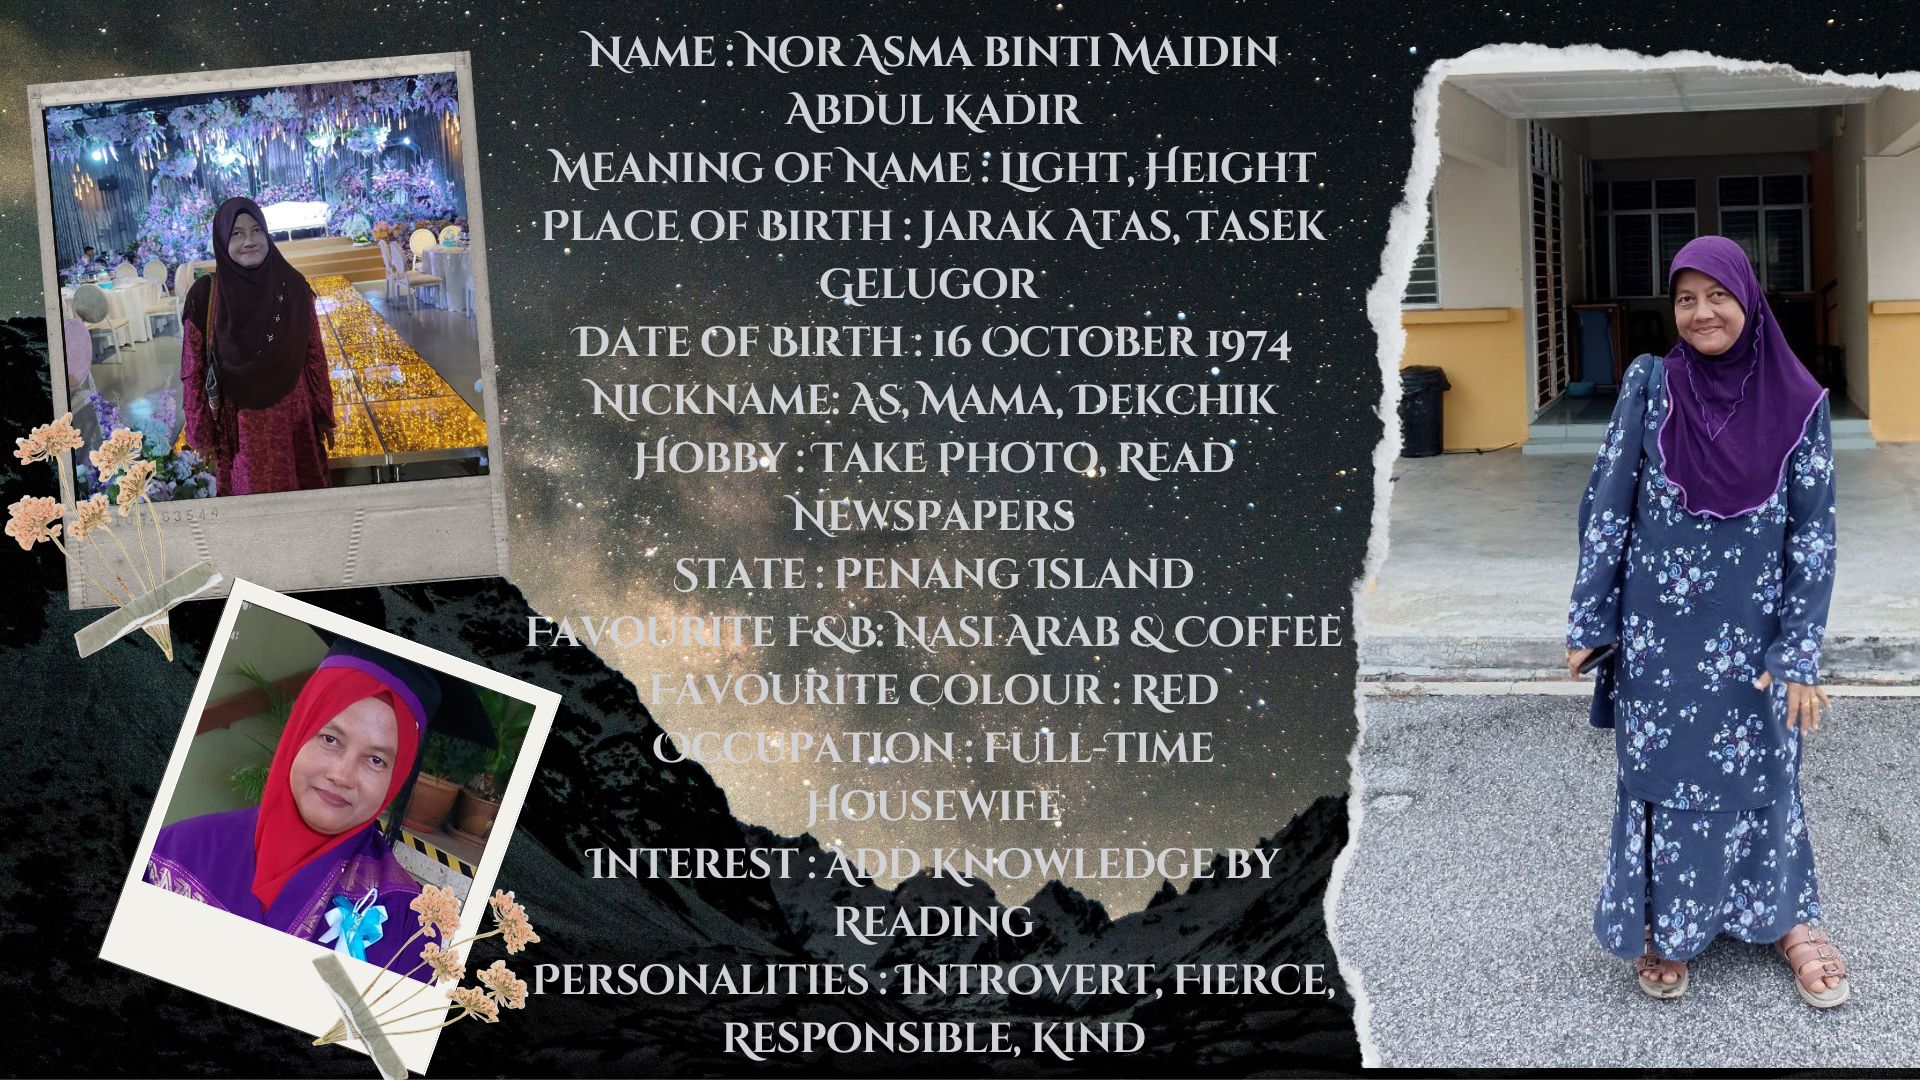 Name : Nor Asma binti Maidin
Abdul Kadir
Meaning of Name : Light, Height
Place of Birth : Jarak Atas, Tasek
Gelugor
Date of Birth : 16 October 1974
Nickname: As, Mama, Dekchik
Hobby : Take Photo, Read
Newspapers
State : Penang Island
Favourite F&B: Nasi Arab & Coffee
Favourite Colour : Red
Occupation : Full-Time
Housewife
Interest : Add Knowledge by
Reading
Personalities : Introvert, Fierce,
Responsible, Kind